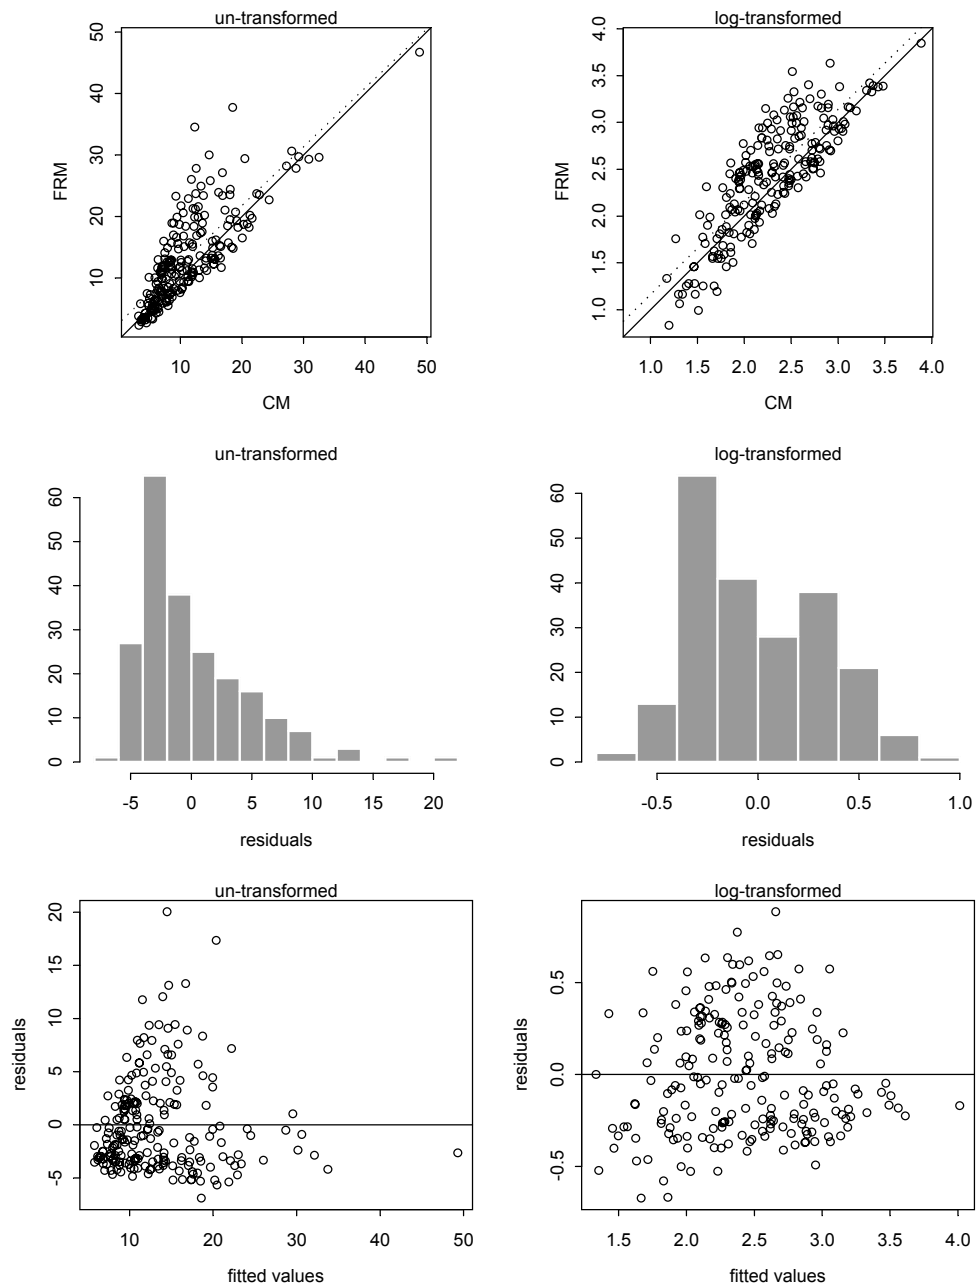 un-transformed
log-transformed
50
40
30
20
10
FRM
10 20 30 40 50
CM
4.0
3.5
3.0
2.5
2.0
1.5
1.0
FRM
1.0 1.5 2.0 2.5 3.0 3.5 4.0
CM
un-transformed
log-transformed
60
50
40
30
20
10
0
-5 0 5 10 15 20
residuals
60
50
40
30
20
10
0
-0.5 0.0 0.5 1.0
residuals
un-transformed
log-transformed
20
15
10
5
0
-5
residuals
10 20 30 40 50
fitted values
0.5
0.0
-0.5
residuals
1.5 2.0 2.5 3.0 3.5 4.0
fitted values